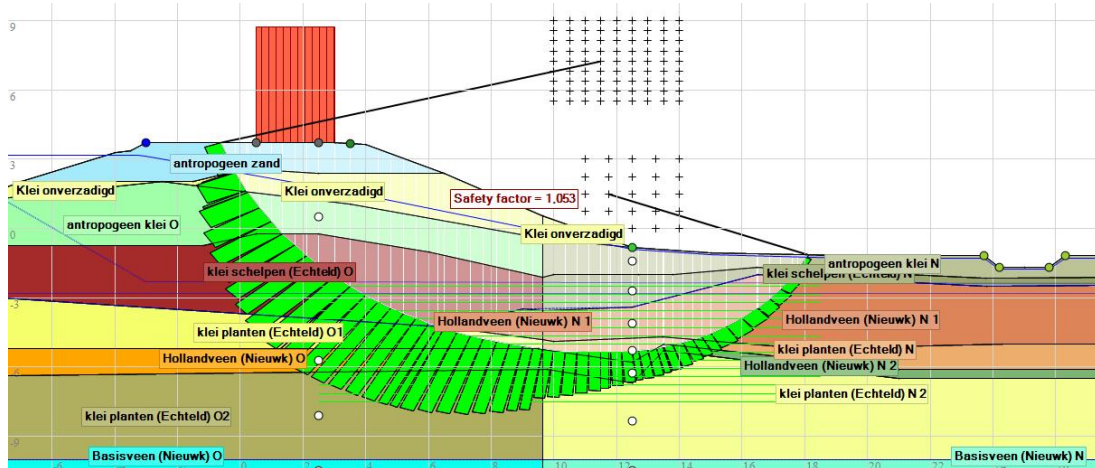 9
6
3
antropogeen zand
Klei onverzadigd
Klei onverzadigd
Safety factor = 1,053
antropogeen klei O
0
Klei onverzadigd
antropogeen klei N
klei schelpen (Echteld) O
klei schelpen (Echteld) N
-3
Hollandveen (Nieuwk) N 1
Hollandveen (Nieuwk) N 1
klei planten (Echteld) O1
klei planten (Echteld) N
Hollandveen (Nieuwk) O
Hollandveen (Nieuwk) N 2
-6
klei planten (Echteld) N 2
klei planten (Echteld) O2
-9
Basisveen (Nieuwk) O
Basisveen (Nieuwk) N
-6 -4 -2 0 2 4 6 8 10 12 14 16 18 20 22 24 26